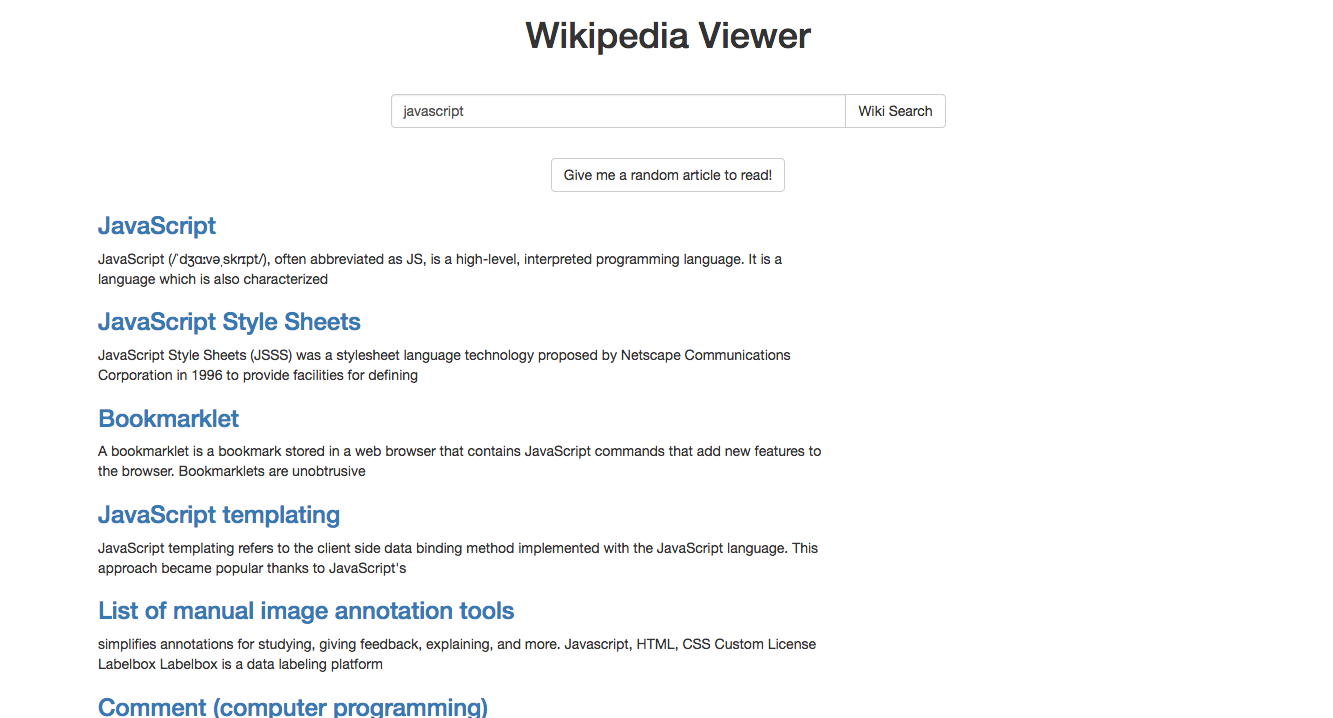 Wikipedia Viewer
javascript
Wiki Search
Give me a random article to read!
JavaScript
JavaScript (/ˈdʒɑːvəˌskrɪpt/), often abbreviated as JS, is a high-level, interpreted programming language. It is a
language which is also characterized
JavaScript Style Sheets
JavaScript Style Sheets (JSSS) was a stylesheet language technology proposed by Netscape Communications
Corporation in 1996 to provide facilities for defining
Bookmarklet
A bookmarklet is a bookmark stored in a web browser that contains JavaScript commands that add new features to
the browser. Bookmarklets are unobtrusive
JavaScript templating
JavaScript templating refers to the client side data binding method implemented with the JavaScript language. This
approach became popular thanks to JavaScript's
List of manual image annotation tools
simplifies annotations for studying, giving feedback, explaining, and more. Javascript, HTML, CSS Custom License
Labelbox Labelbox is a data labeling platform
Comment (computer programming)